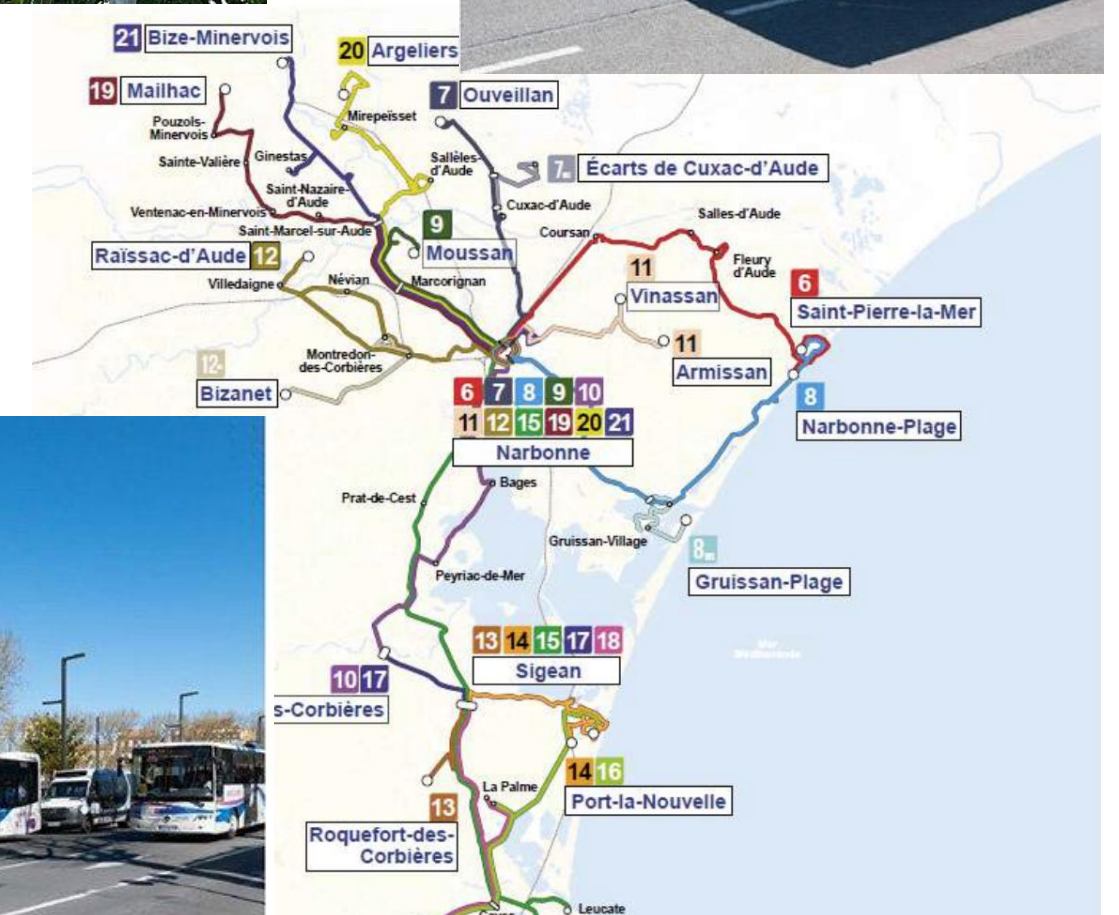 21 Bize-Minervois
20 Argeliers
19 Mailhac
7 Ouveillan
Pouzols-
Minervois
Mirepeïsset
Sainte-Valière
Ginestas
Sallèles-
d'Aude
7m Écarts de Cuxac-d'Aude
Saint-Nazaire-
d'Aude
Cuxac-d'Aude
Ventenac-en-Minervois
Salles-d'Aude
Saint-Marcel-sur-Aude
9
Moussan
Coursan
Raïssac-d'Aude 12
Fleury
d'Aude
Villedaigne
Névian
Marcorignan
11
Vinassan
6
Saint-Pierre-la-Mer
Montredon-
des-Corbières
11
Armissan
Bizanet
6 7 8 9 10
11 12 15 19 20 21
Narbonne
8
Narbonne-Plage
Prat-de-Cest
Bages
Gruissan-Village
8m
Gruissan-Plage
Peyriac-de-Mer
13 14 15 17 18
Sigean
Mer
Méditerranée
10 17
s-Corbières
14 16
Port-la-Nouvelle
La Palme
13
Roquefort-des-
Corbières
Leucate